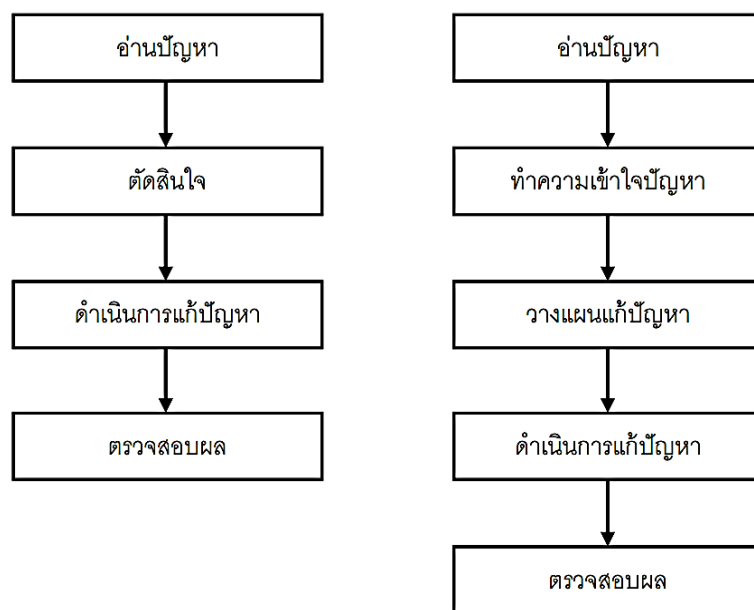 อ่านปัญหา
ตัดสินใจ
ดำเนินการแก้ปัญหา
ตรวจสอบผล
อ่านปัญหา
ทำความเข้าใจปัญหา
วางแผนแก้ปัญหา
ดำเนินการแก้ปัญหา
ตรวจสอบผล